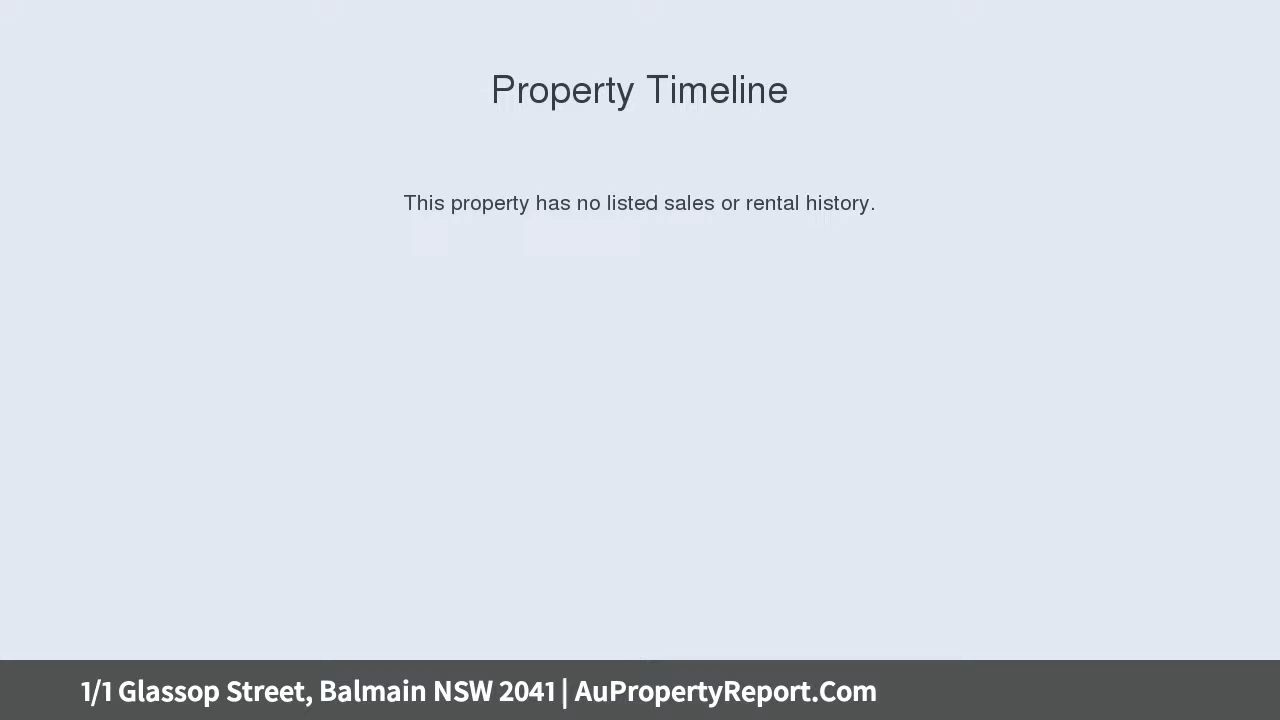 Property Timeline
This property has no listed sales or rental history.
1/1 Glassop Street, Balmain NSW 2041 | AuPropertyReport.Com